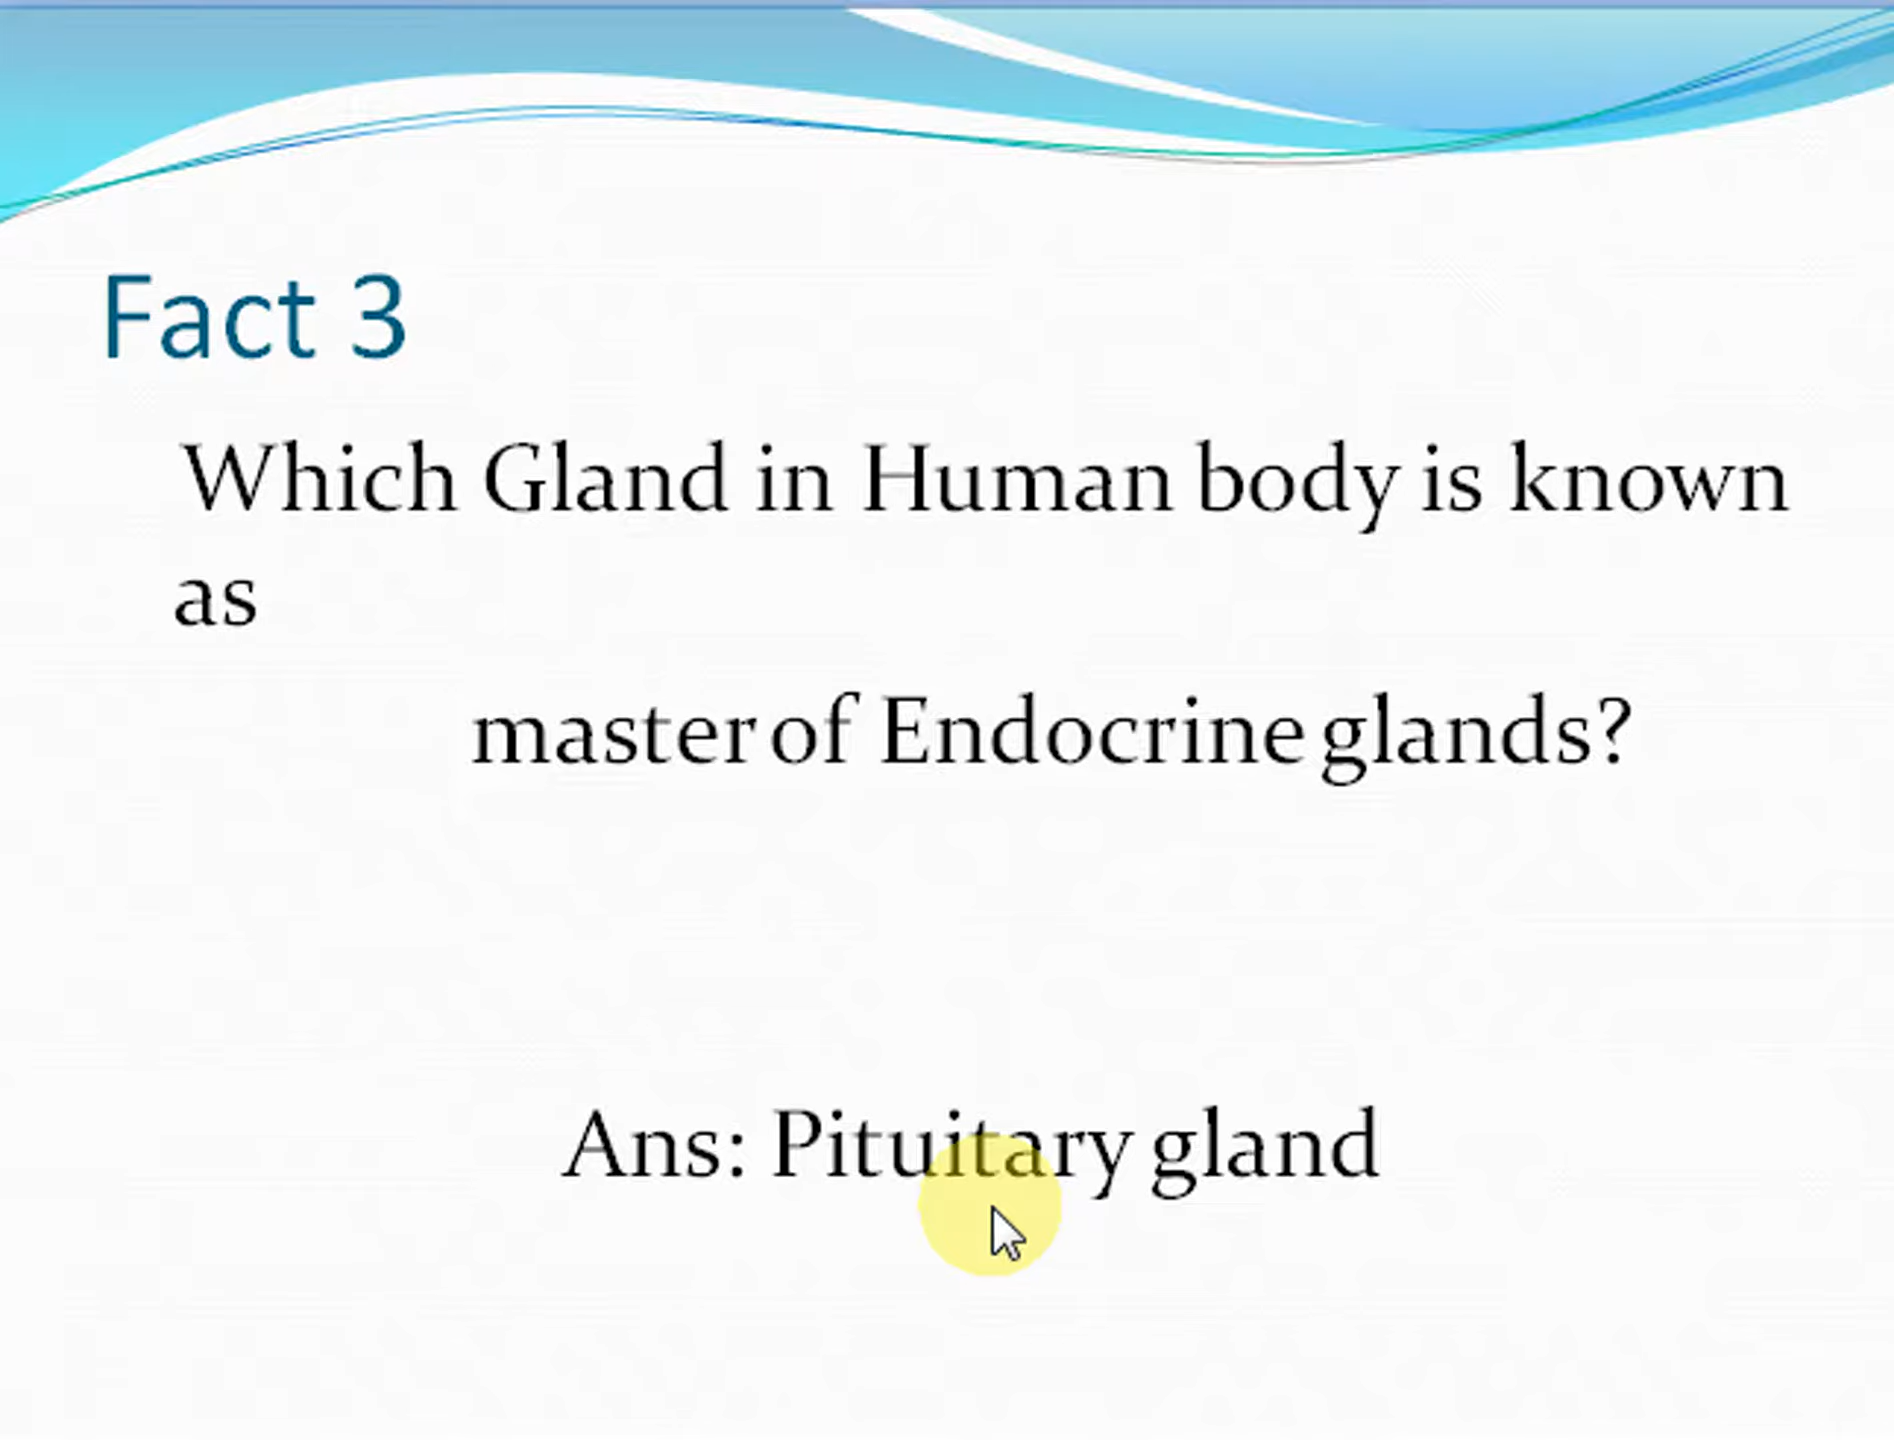 Fact 3
Which Gland in Human body is known
as
master of Endocrine glands?
Ans: Pituitary gland